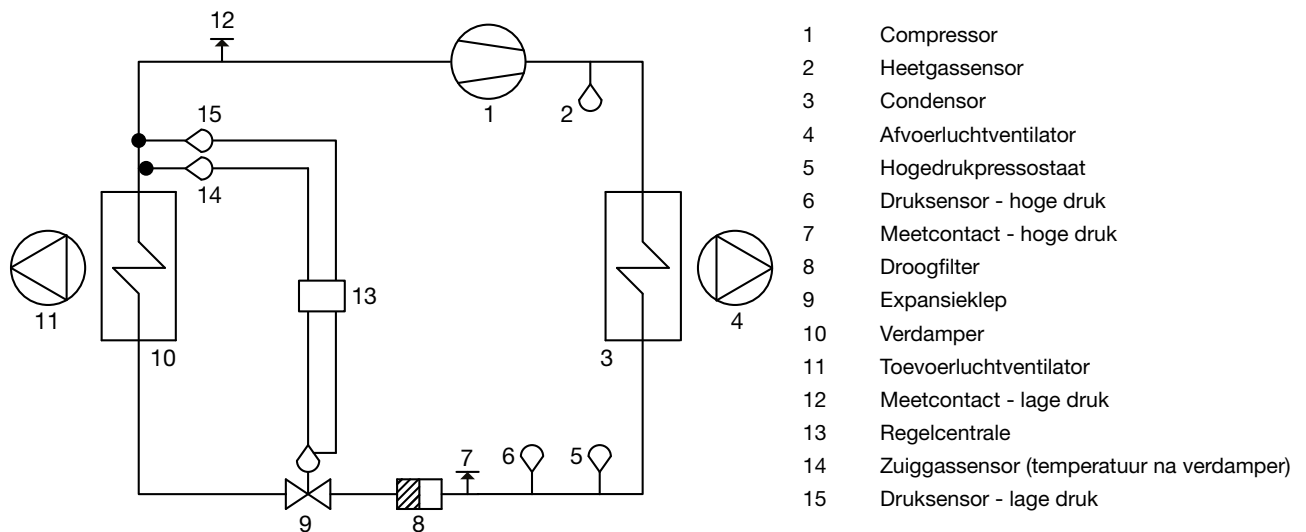 12
1
2
15
14
13
11
10
3
4
7
6
5
9
8
1 Compressor
2 Heetgassensor
3 Condensor
4 Afvoerluchtventilator
5 Hogedrukpressostaat
6 Druksensor - hoge druk
7 Meetcontact - hoge druk
8 Droogfilter
9 Expansieklep
10 Verdamper
11 Toevoerluchtventilator
12 Meetcontact - lage druk
13 Regelcentrale
14 Zuiggassensor (temperatuur na verdamper)
15 Druksensor - lage druk